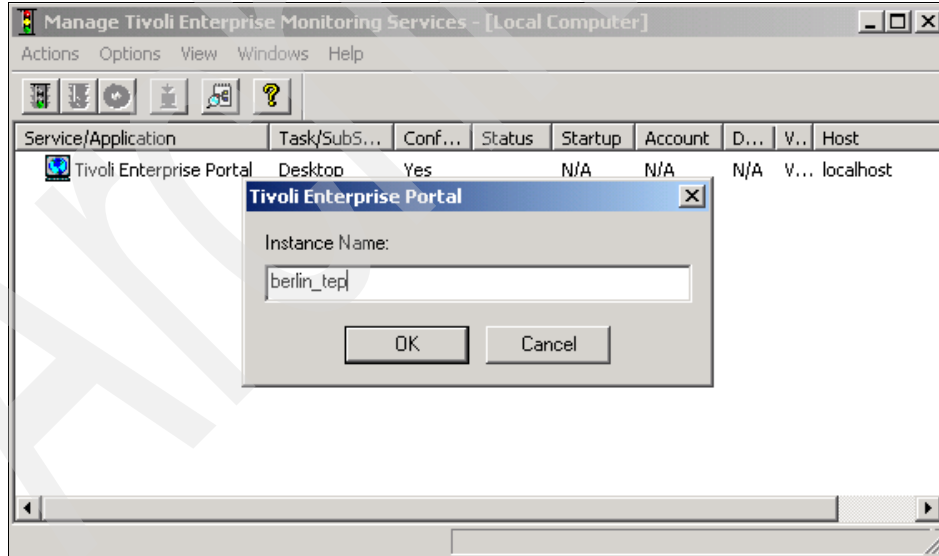 Manage Tivoli Enterprise Monitoring Services - [Local Computer]
Actions Options View Windows Help
Service/Application Task/SubS... Conf... Status Startup Account D... V... Host
Tivoli Enterprise Portal Desktop Yes N/A N/A N/A V... localhost
Tivoli Enterprise Portal
Instance Name:
berlin_tep
OK Cancel